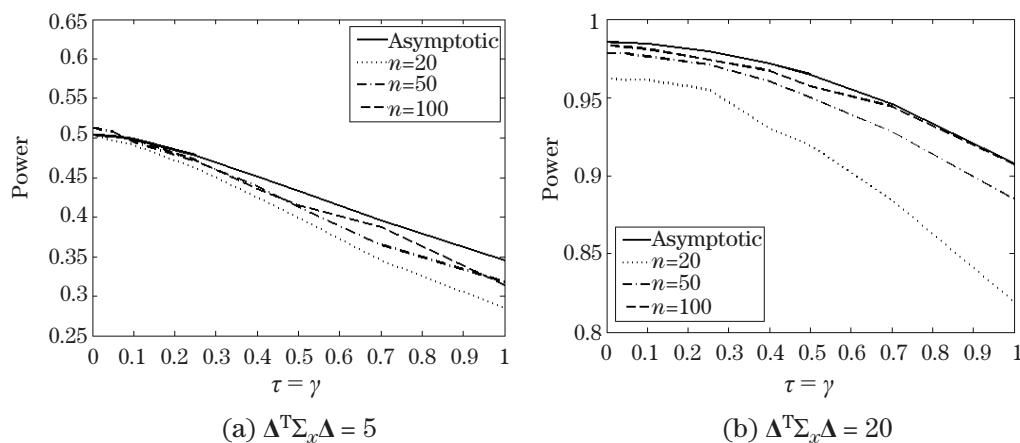 0.65
0.6
0.55
0.5
0.45
0.4
0.35
0.3
0.25
Power
0 0.1 0.2 0.3 0.4 0.5 0.6 0.7 0.8 0.9 1
τ = γ
Asymptotic
n=20
n=50
n=100
(a) Δ^T Σ_x Δ = 5
1
0.95
0.9
0.85
0.8
Power
0 0.1 0.2 0.3 0.4 0.5 0.6 0.7 0.8 0.9 1
τ = γ
Asymptotic
n=20
n=50
n=100
(b) Δ^T Σ_x Δ = 20